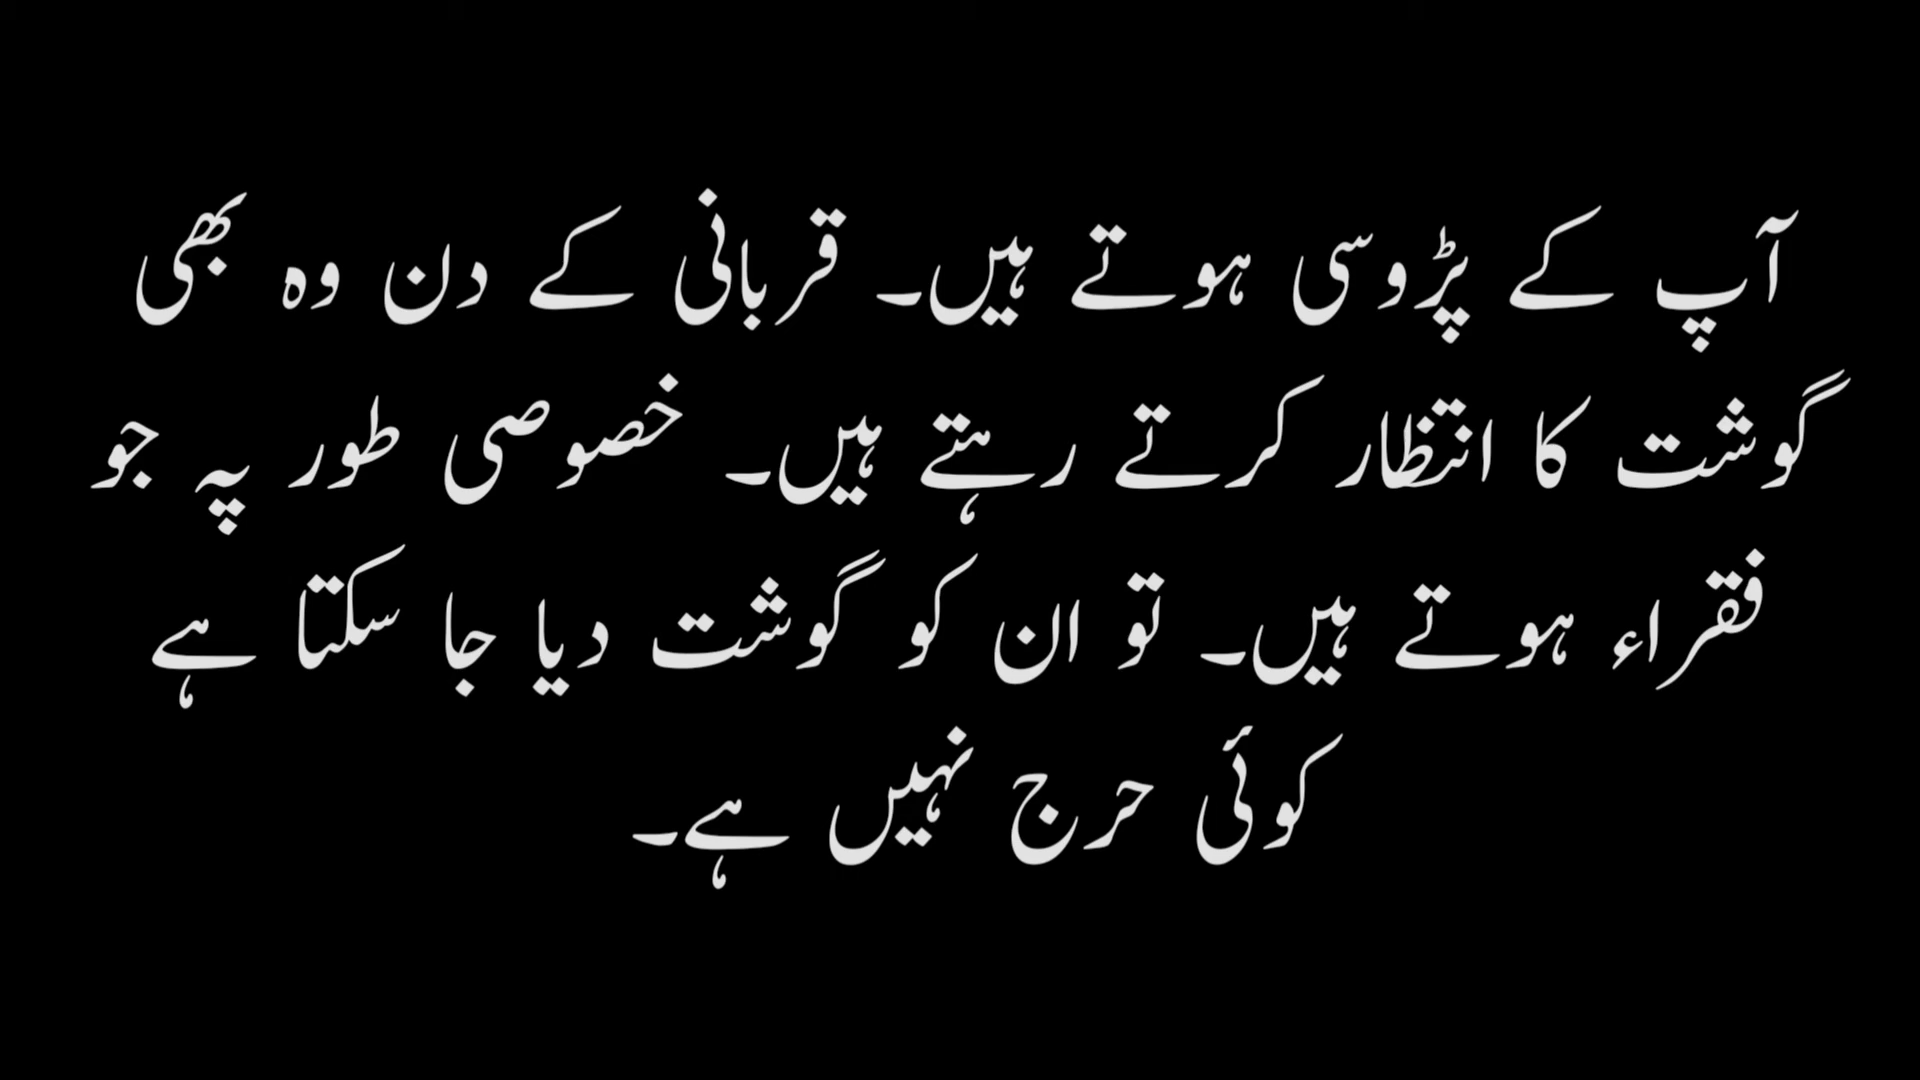 آپ کے پڑوسی ہوتے ہیں۔ قربانی کے دن وہ بھی
گوشت کا انتظار کرتے رہتے ہیں۔ خصوصی طور پہ جو
فقراء ہوتے ہیں۔ تو ان کو گوشت دیا جا سکتا ہے
کوئی حرج نہیں ہے۔